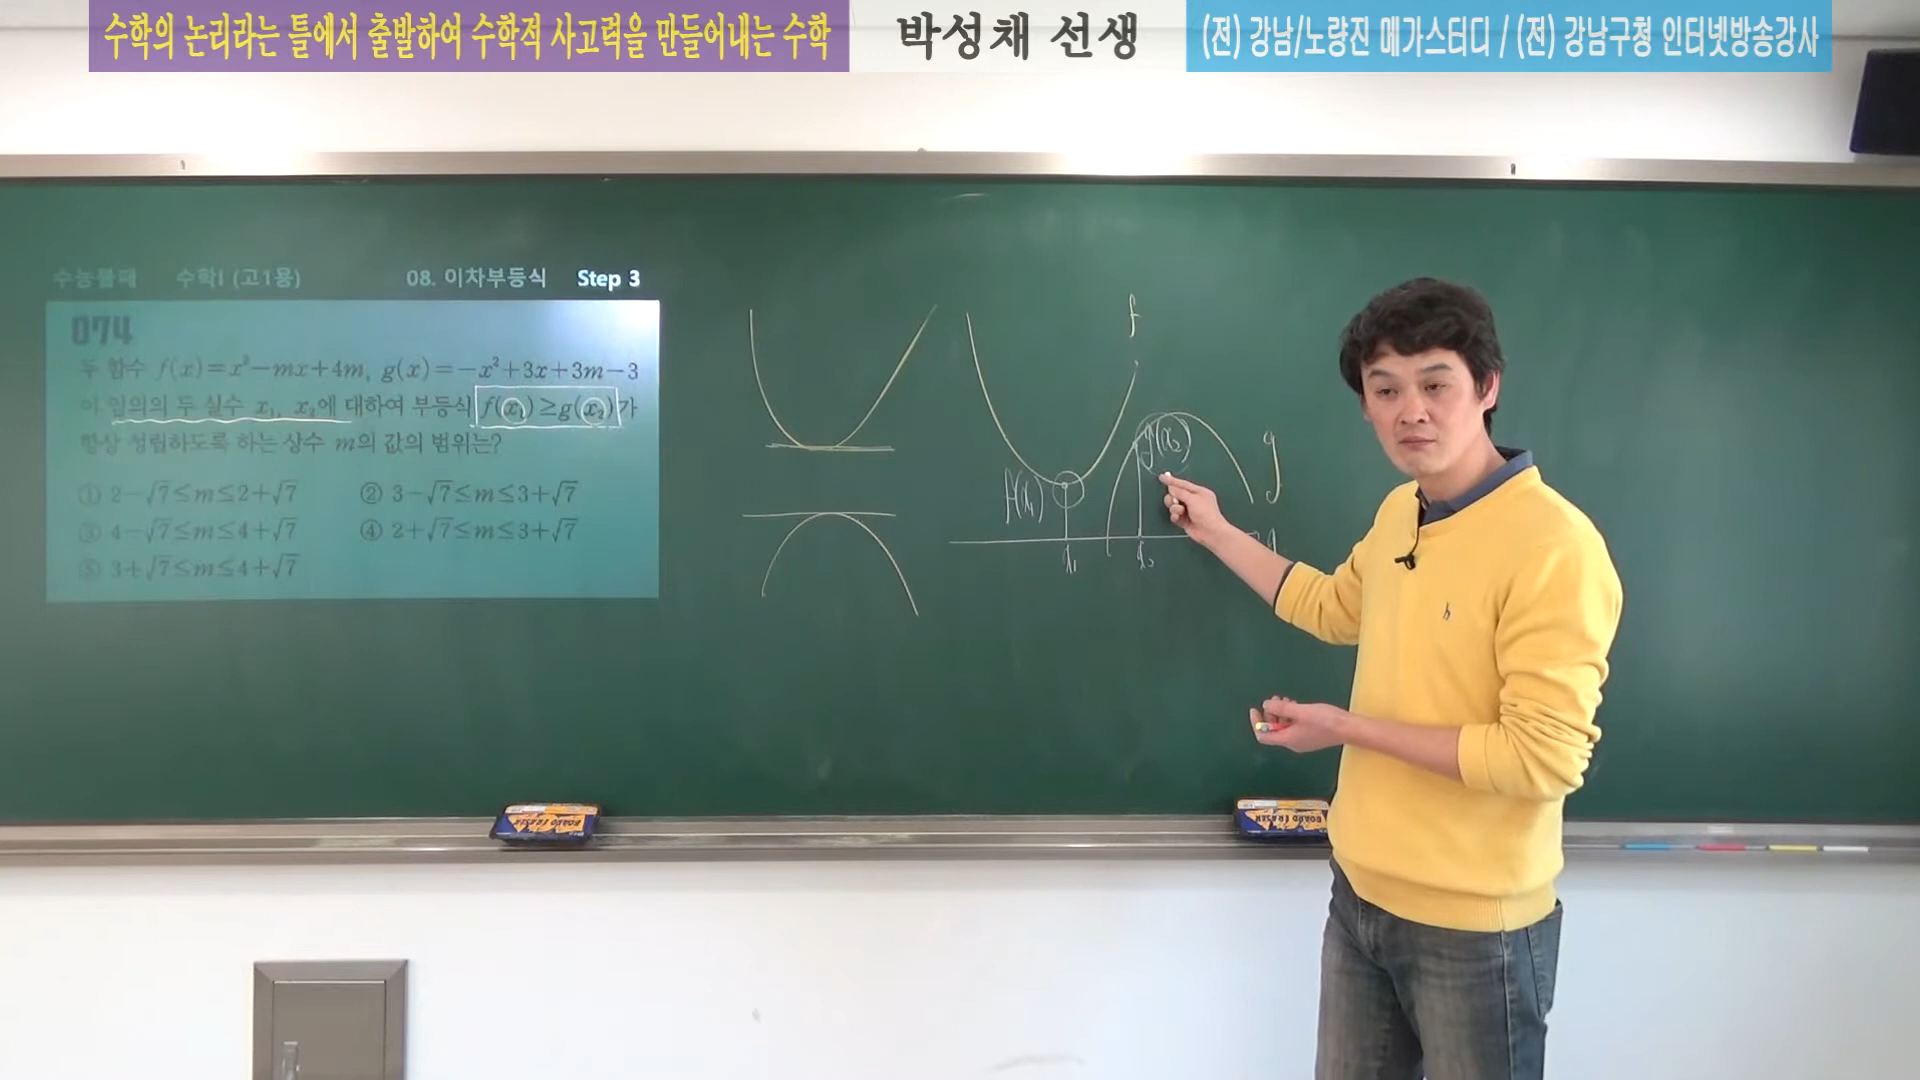 수학의 논리라는 틀에서 출발하여 수학적 사고력을 만들어내는 수학
박성채 선생
(전) 강남/노량진 메가스터디 / (전) 강남구청 인터넷방송강사
수능불패 수학I (고1용) 08. 이차부등식 Step 3
074
두 함수 f(x)=x²-mx+4m, g(x)=-x²+3x+3m-3
이 임의의 두 실수 x₁, x₂에 대하여 부등식 f(x₁)≥g(x₂)가
항상 성립하도록 하는 상수 m의 값의 범위는?
① 2-√7≤m≤2+√7 ② 3-√7≤m≤3+√7
③ 4-√7≤m≤4+√7 ④ 2+√7≤m≤3+√7
⑤ 3+√7≤m≤4+√7
f
g(x₂)
g
f(x₁)
x₁ x₂
BOARD ERASER
BOARD ERASER
h